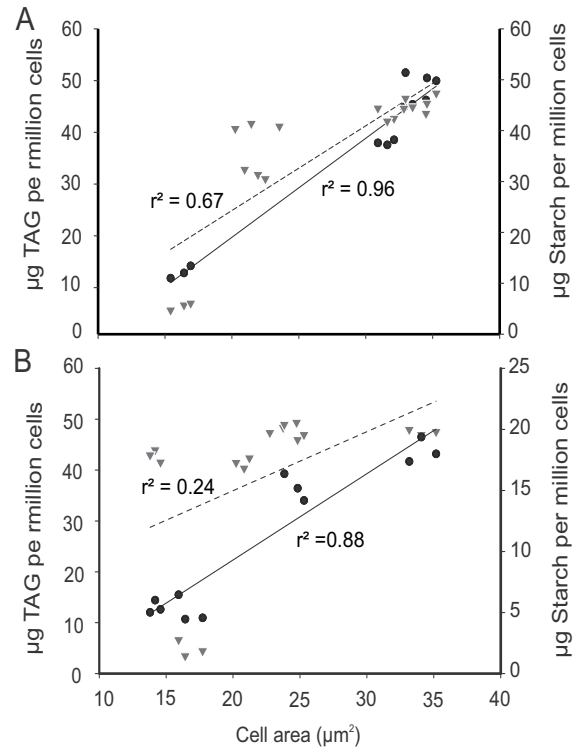 A
µg TAG pe rmillion cells
60
50
40
30
20
10
0
r² = 0.67
r² = 0.96
60
50
40
30
20
10
0
µg Starch per million cells
B
µg TAG pe rmillion cells
60
50
40
30
20
10
0
r² = 0.24
r² =0.88
25
20
15
10
5
0
µg Starch per million cells
10 15 20 25 30 35 40
Cell area (µm²)